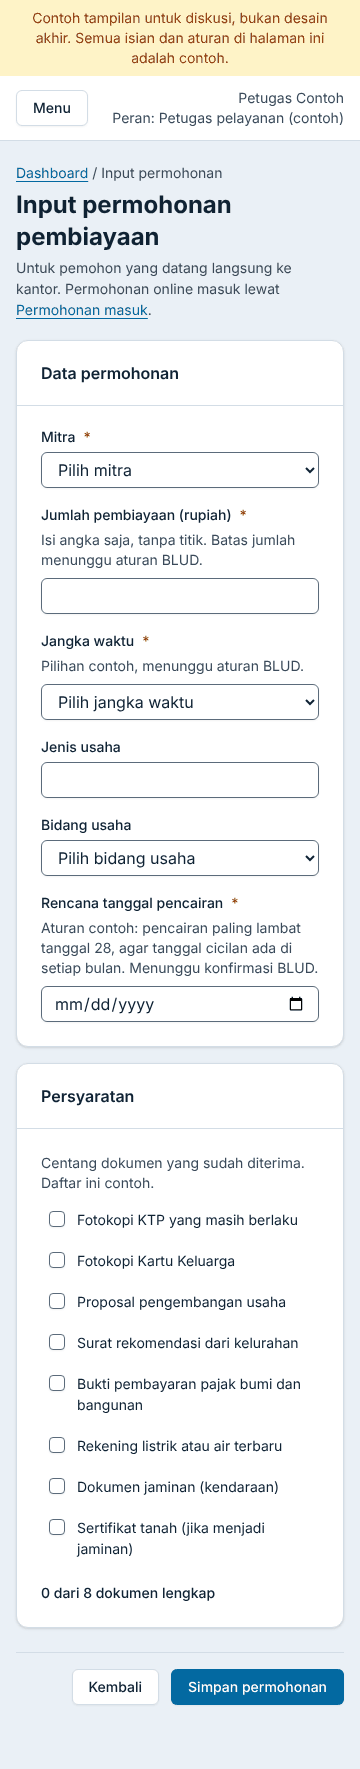 Contoh tampilan untuk diskusi, bukan desain
akhir. Semua isian dan aturan di halaman ini
adalah contoh.
Menu
Petugas Contoh
Peran: Petugas pelayanan (contoh)
Dashboard / Input permohonan
Input permohonan
pembiayaan
Untuk pemohon yang datang langsung ke
kantor. Permohonan online masuk lewat
Permohonan masuk.
Data permohonan
Mitra *
Pilih mitra
Jumlah pembiayaan (rupiah) *
Isi angka saja, tanpa titik. Batas jumlah
menunggu aturan BLUD.
Jangka waktu *
Pilihan contoh, menunggu aturan BLUD.
Pilih jangka waktu
Jenis usaha
Bidang usaha
Pilih bidang usaha
Rencana tanggal pencairan *
Aturan contoh: pencairan paling lambat
tanggal 28, agar tanggal cicilan ada di
setiap bulan. Menunggu konfirmasi BLUD.
mm/dd/yyyy
Persyaratan
Centang dokumen yang sudah diterima.
Daftar ini contoh.
Fotokopi KTP yang masih berlaku
Fotokopi Kartu Keluarga
Proposal pengembangan usaha
Surat rekomendasi dari kelurahan
Bukti pembayaran pajak bumi dan
bangunan
Rekening listrik atau air terbaru
Dokumen jaminan (kendaraan)
Sertifikat tanah (jika menjadi
jaminan)
0 dari 8 dokumen lengkap
Kembali
Simpan permohonan